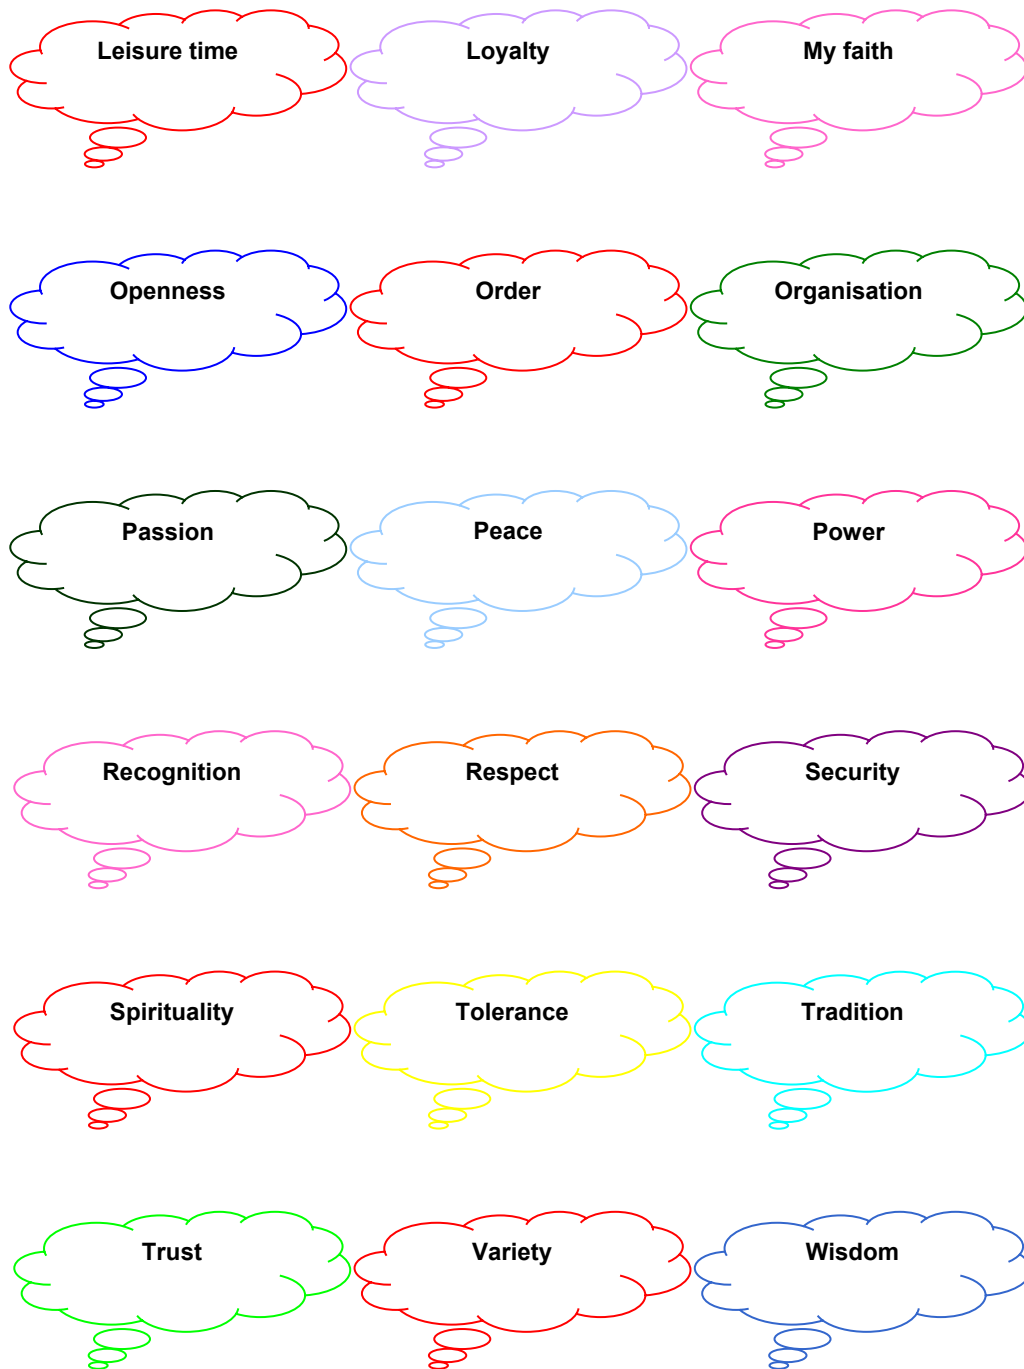 Leisure time
Loyalty
My faith
Openness
Order
Organisation
Passion
Peace
Power
Recognition
Respect
Security
Spirituality
Tolerance
Tradition
Trust
Variety
Wisdom